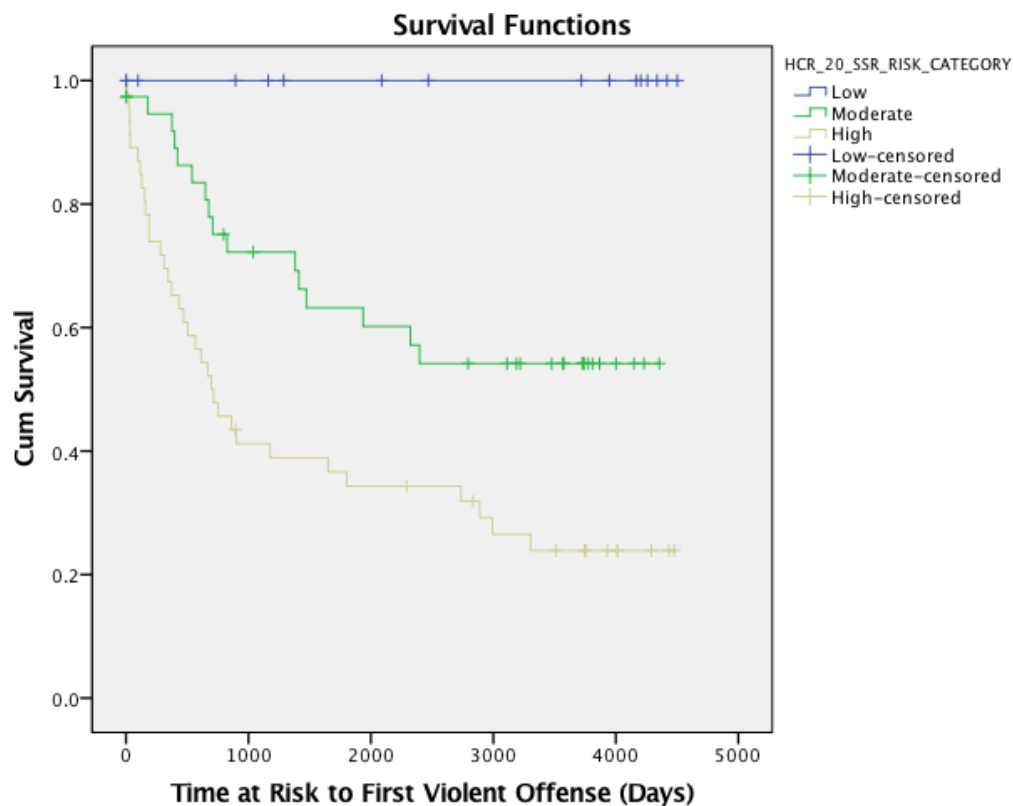 Survival Functions
HCR_20_SSR_RISK_CATEGORY
Low
Moderate
High
Low-censored
Moderate-censored
High-censored
Cum Survival
1.0
0.8
0.6
0.4
0.2
0.0
0 1000 2000 3000 4000 5000
Time at Risk to First Violent Offense (Days)